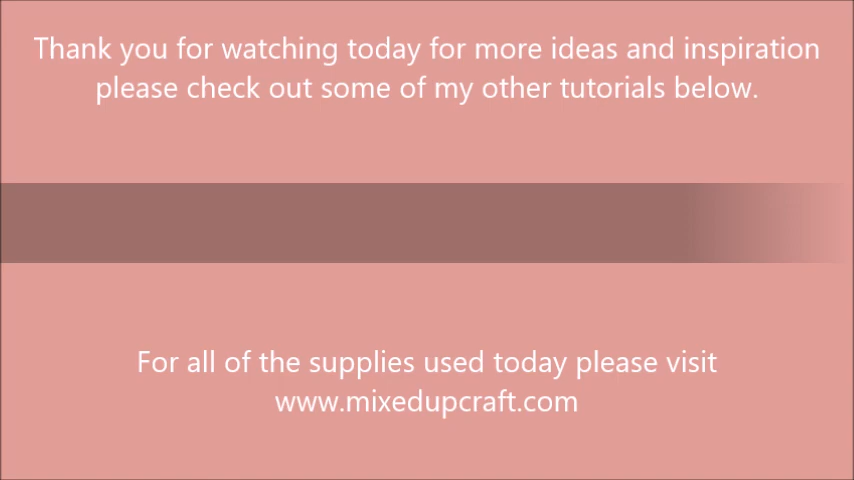 Thank you for watching today for more ideas and inspiration
please check out some of my other tutorials below.
For all of the supplies used today please visit
www.mixedupcraft.com